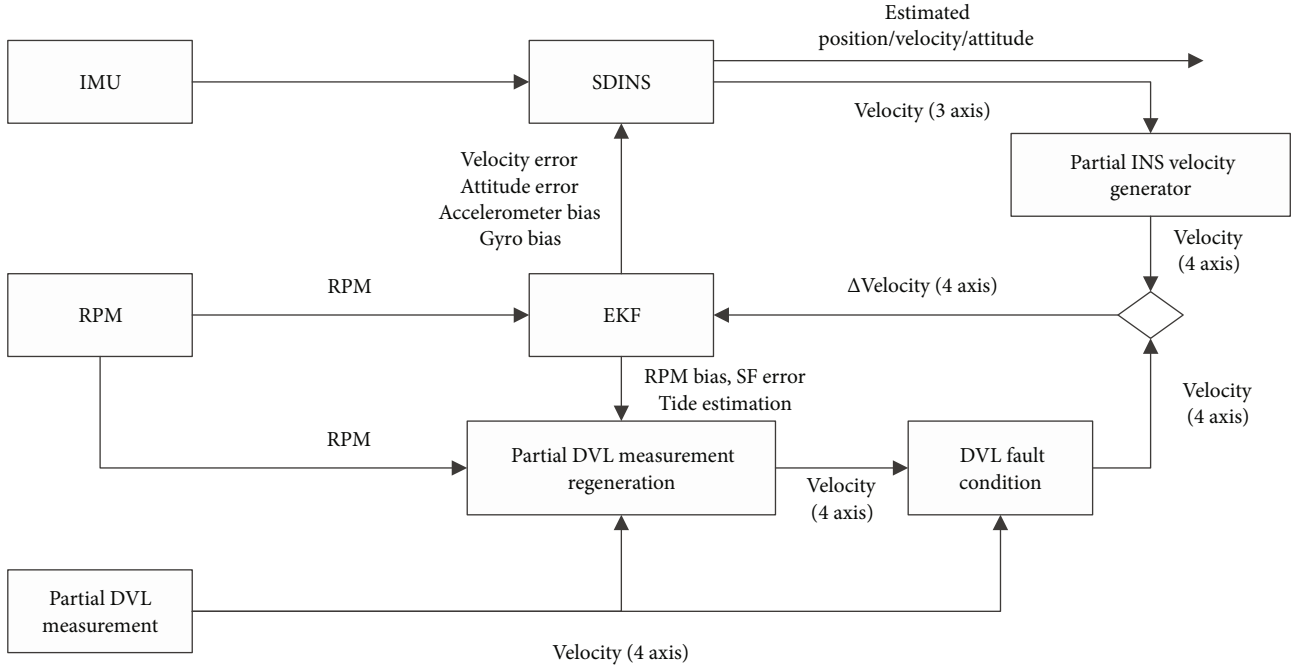 Estimated
position/velocity/attitude
IMU
SDINS
Velocity (3 axis)
Partial INS velocity
generator
Velocity error
Attitude error
Accelerometer bias
Gyro bias
Velocity
(4 axis)
RPM
RPM
EKF
ΔVelocity (4 axis)
RPM bias, SF error
Tide estimation
Velocity
(4 axis)
RPM
Partial DVL measurement
regeneration
Velocity
(4 axis)
DVL fault
condition
Partial DVL
measurement
Velocity (4 axis)